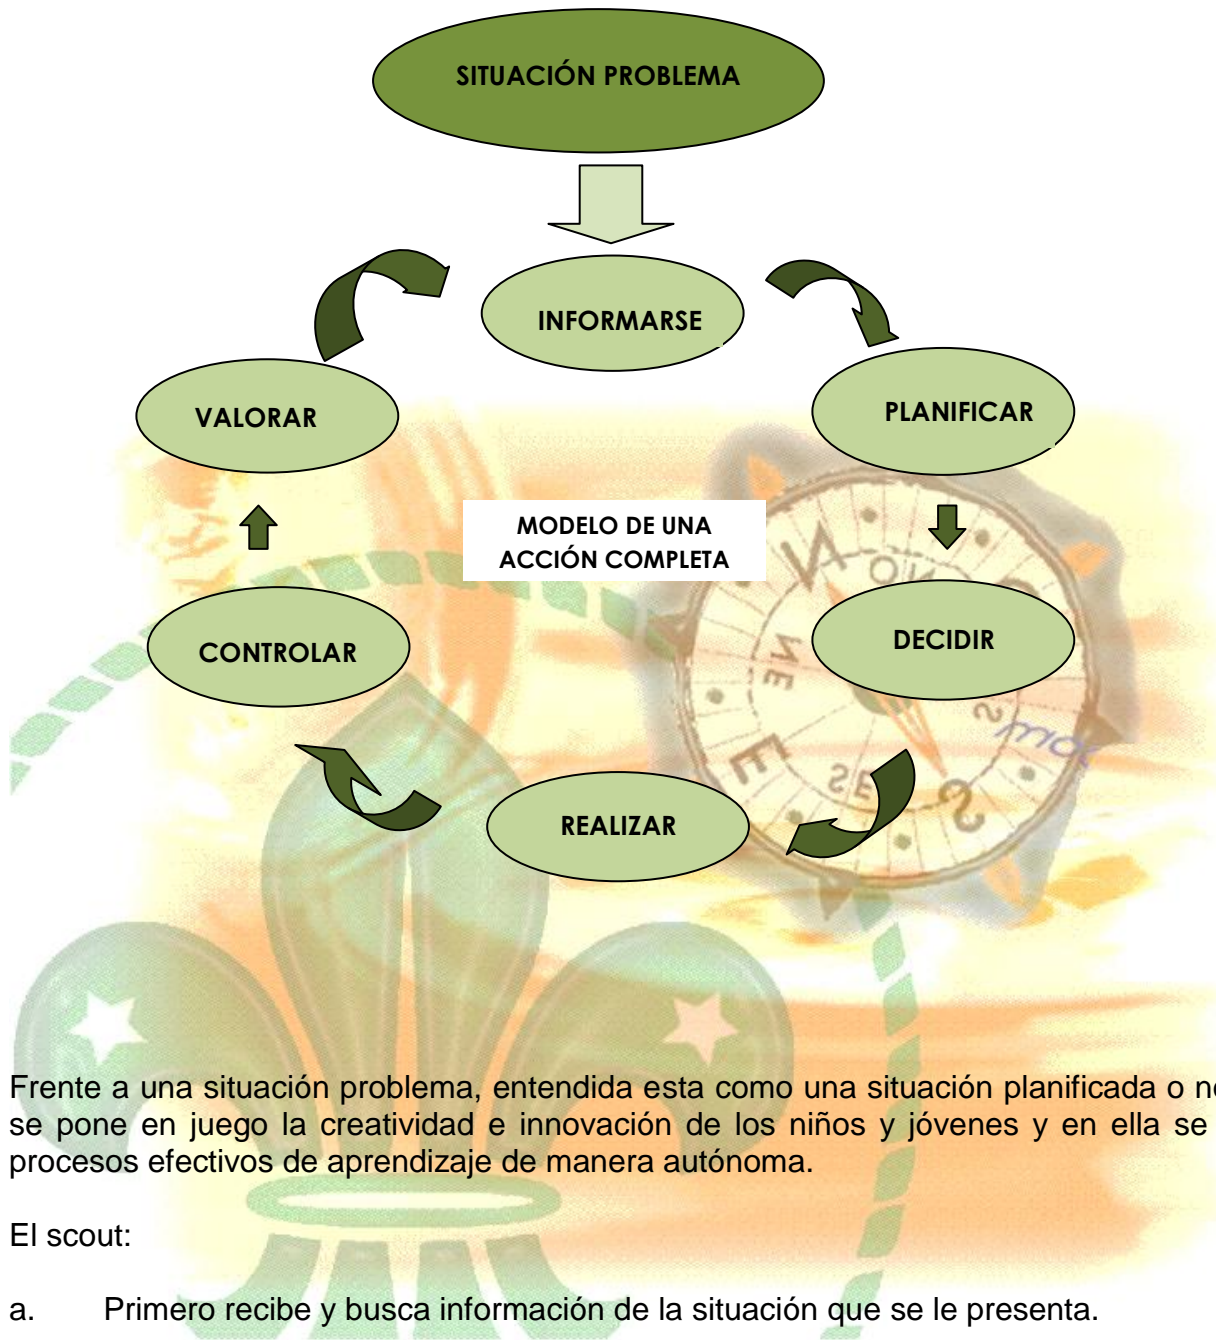 SITUACIÓN PROBLEMA
INFORMARSE
VALORAR
PLANIFICAR
MODELO DE UNA
ACCIÓN COMPLETA
CONTROLAR
DECIDIR
REALIZAR
N
NO
O
NE
S
E
SE
S
Frente a una situación problema, entendida esta como una situación planificada o
se pone en juego la creatividad e innovación de los niños y jóvenes y en ella se
procesos efectivos de aprendizaje de manera autónoma.
El scout:
a. Primero recibe y busca información de la situación que se le presenta.